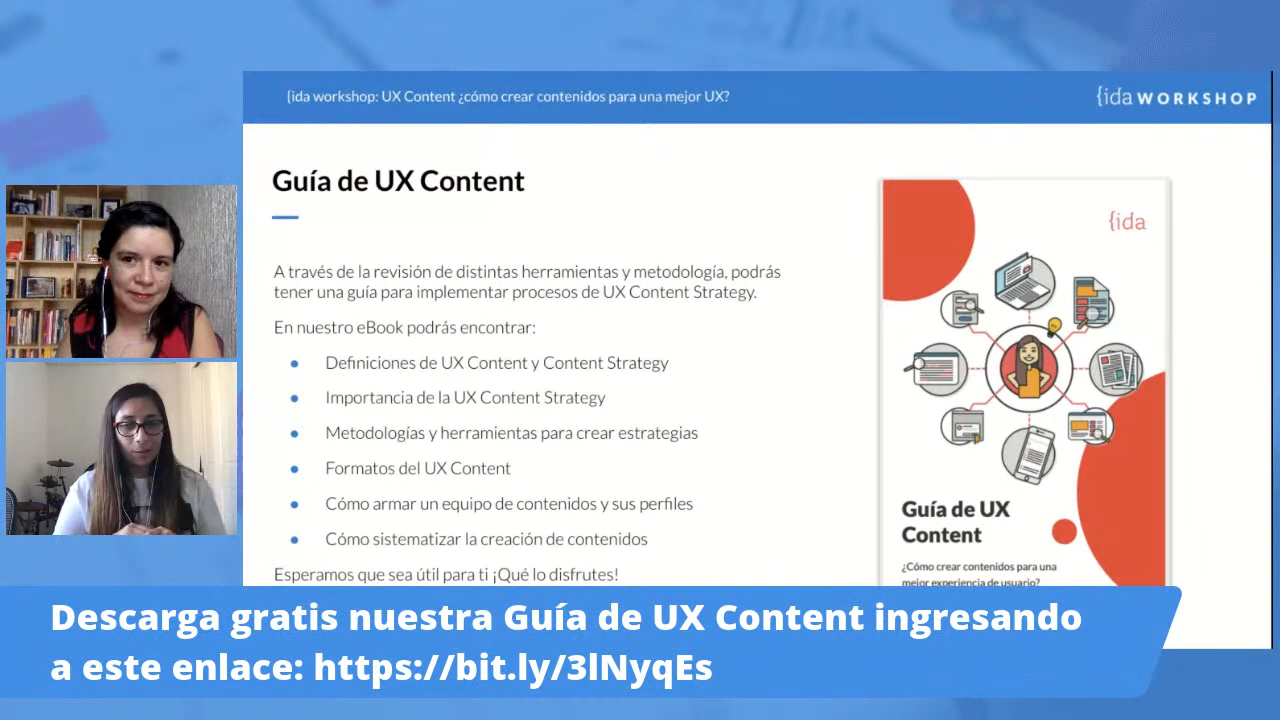 {ida workshop: UX Content ¿cómo crear contenidos para una mejor UX?
{ida WORKSHOP
Guía de UX Content
A través de la revisión de distintas herramientas y metodología, podrás
tener una guía para implementar procesos de UX Content Strategy.
En nuestro eBook podrás encontrar:
● Definiciones de UX Content y Content Strategy
● Importancia de la UX Content Strategy
● Metodologías y herramientas para crear estrategias
● Formatos del UX Content
● Cómo armar un equipo de contenidos y sus perfiles
● Cómo sistematizar la creación de contenidos
Esperamos que sea útil para ti ¡Qué lo disfrutes!
{ida
Guía de UX
Content
¿Cómo crear contenidos para una
mejor experiencia de usuario?
Descarga gratis nuestra Guía de UX Content ingresando
a este enlace: https://bit.ly/3lNyqEs